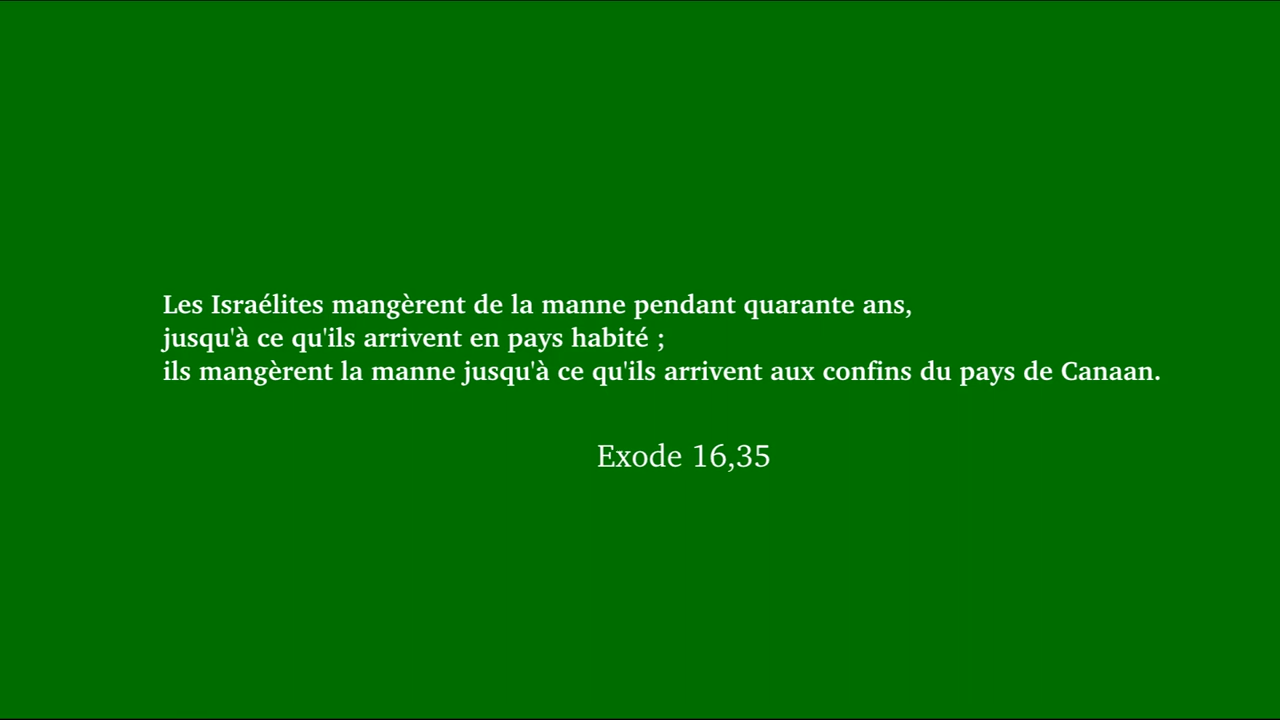 Les Israélites mangèrent de la manne pendant quarante ans,
jusqu'à ce qu'ils arrivent en pays habité ;
ils mangèrent la manne jusqu'à ce qu'ils arrivent aux confins du pays de Canaan.
Exode 16,35